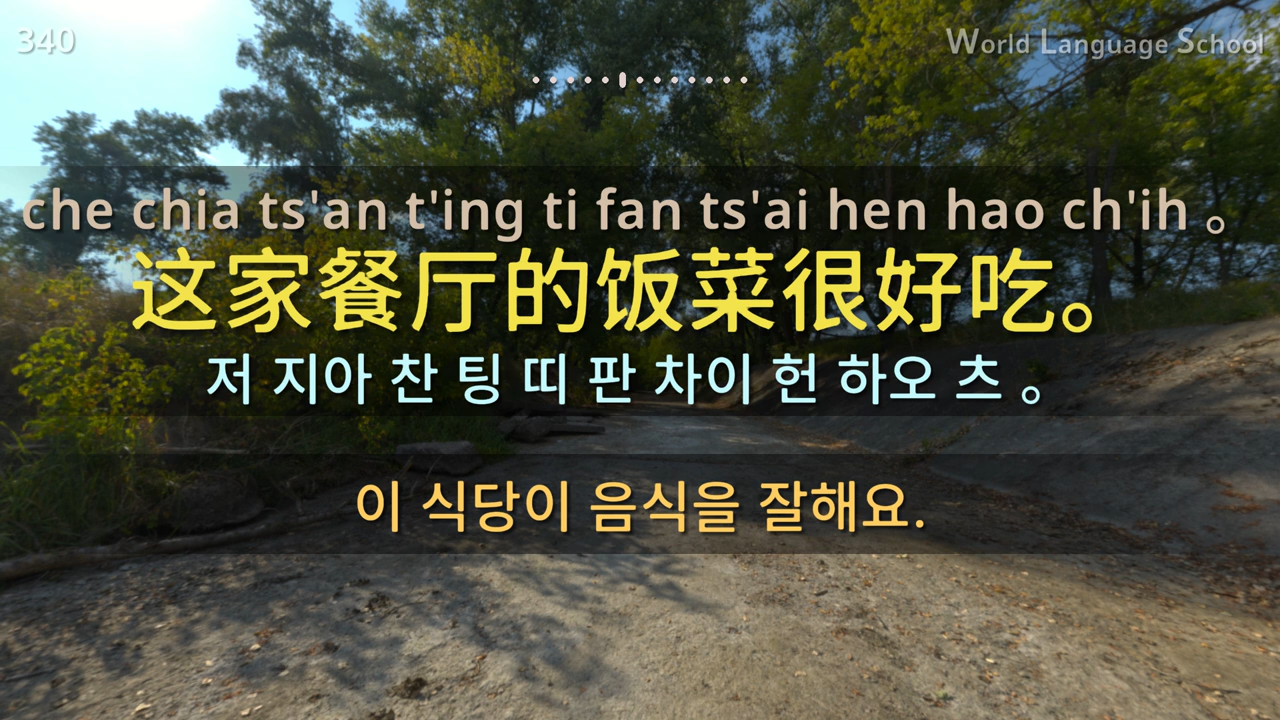 340
World Language School
che chia ts'an t'ing ti fan ts'ai hen hao ch'ih 。
这家餐厅的饭菜很好吃。
저 지아 찬 팅 띠 판 차이 헌 하오 츠 。
이 식당이 음식을 잘해요.